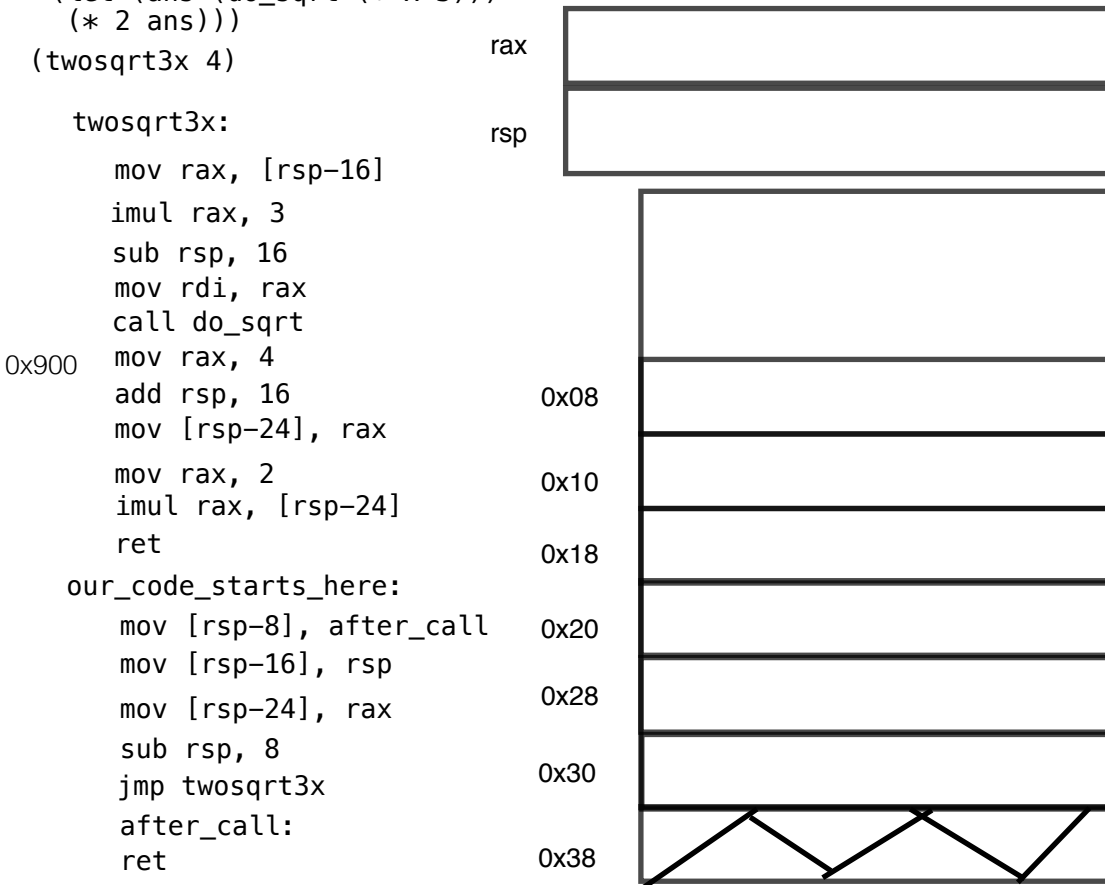 (* 2 ans)))
(twosqrt3x 4)
twosqrt3x:
mov rax, [rsp-16]
imul rax, 3
sub rsp, 16
mov rdi, rax
call do_sqrt
0x900 mov rax, 4
add rsp, 16
mov [rsp-24], rax
mov rax, 2
imul rax, [rsp-24]
ret
our_code_starts_here:
mov [rsp-8], after_call
mov [rsp-16], rsp
mov [rsp-24], rax
sub rsp, 8
jmp twosqrt3x
after_call:
ret
rax
rsp
0x08
0x10
0x18
0x20
0x28
0x30
0x38